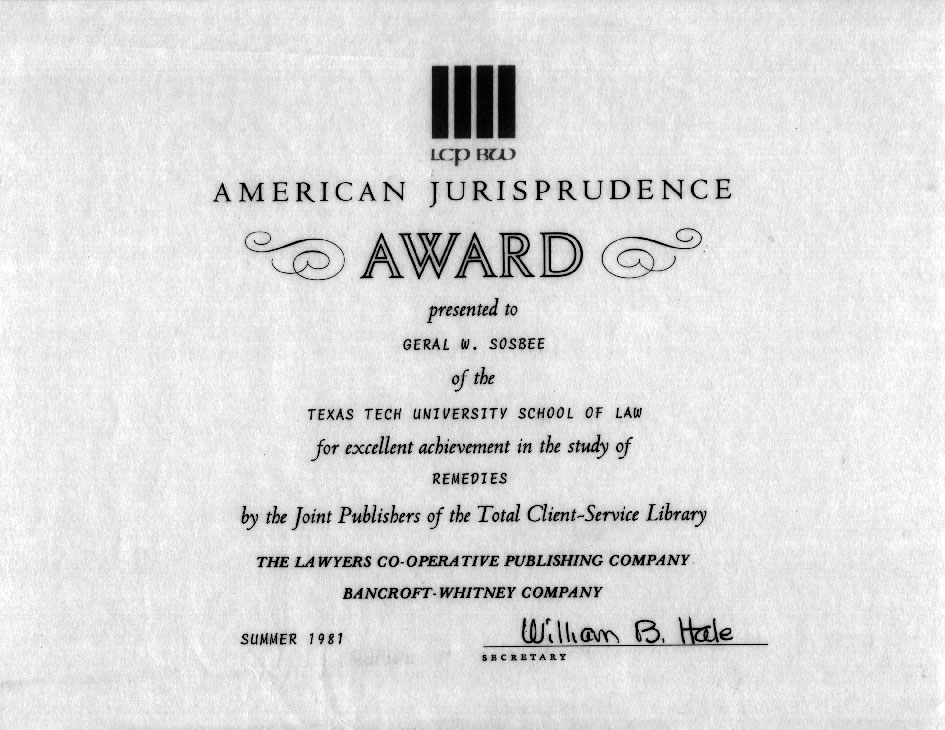 LCP BW
AMERICAN JURISPRUDENCE
AWARD
presented to
GERAL W. SOSBEE
of the
TEXAS TECH UNIVERSITY SCHOOL OF LAW
for excellent achievement in the study of
REMEDIES
by the Joint Publishers of the Total Client-Service Library
THE LAWYERS CO-OPERATIVE PUBLISHING COMPANY
BANCROFT-WHITNEY COMPANY
SUMMER 1981 William B. Hale
SECRETARY